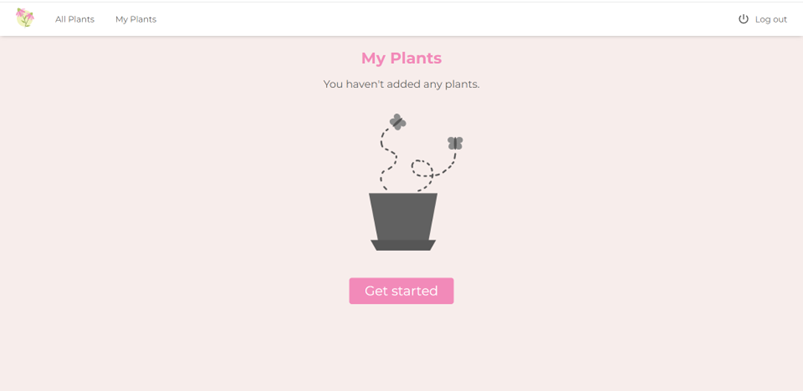 All Plants
My Plants
Log out
My Plants
You haven't added any plants.
Get started